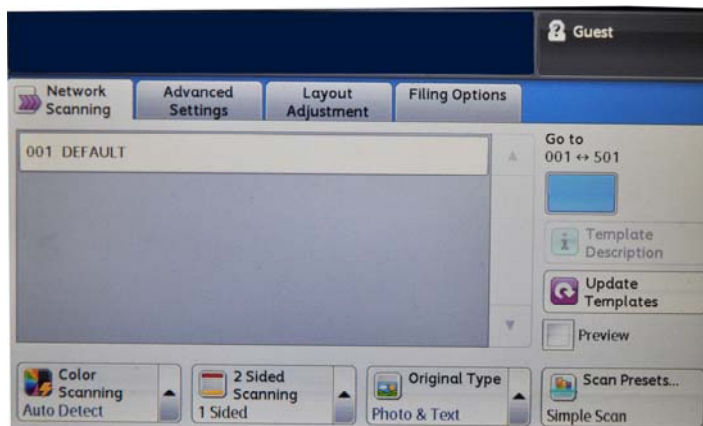 Guest
Network
Scanning
Advanced
Settings
Layout
Adjustment
Filing Options
001 DEFAULT
Go to
001 ↔ 501
Template
Description
Update
Templates
Preview
Color
Scanning
Auto Detect
2 Sided
Scanning
1 Sided
Original Type
Photo & Text
Scan Presets...
Simple Scan